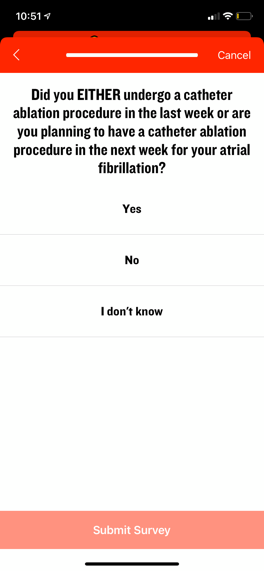 10:51
Cancel
Did you EITHER undergo a catheter
ablation procedure in the last week or are
you planning to have a catheter ablation
procedure in the next week for your atrial
fibrillation?
Yes
No
I don't know
Submit Survey